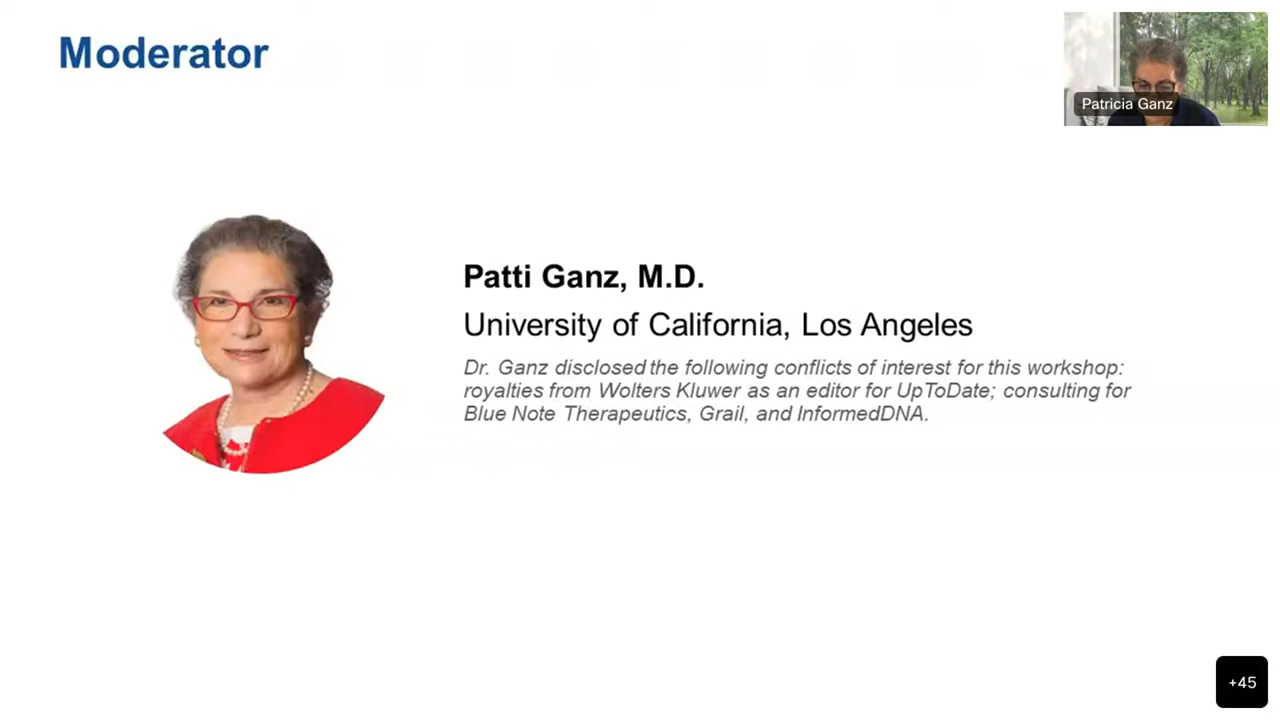 Moderator
Patricia Ganz
Patti Ganz, M.D.
University of California, Los Angeles
Dr. Ganz disclosed the following conflicts of interest for this workshop:
royalties from Wolters Kluwer as an editor for UpToDate; consulting for
Blue Note Therapeutics, Grail, and InformedDNA.
+45